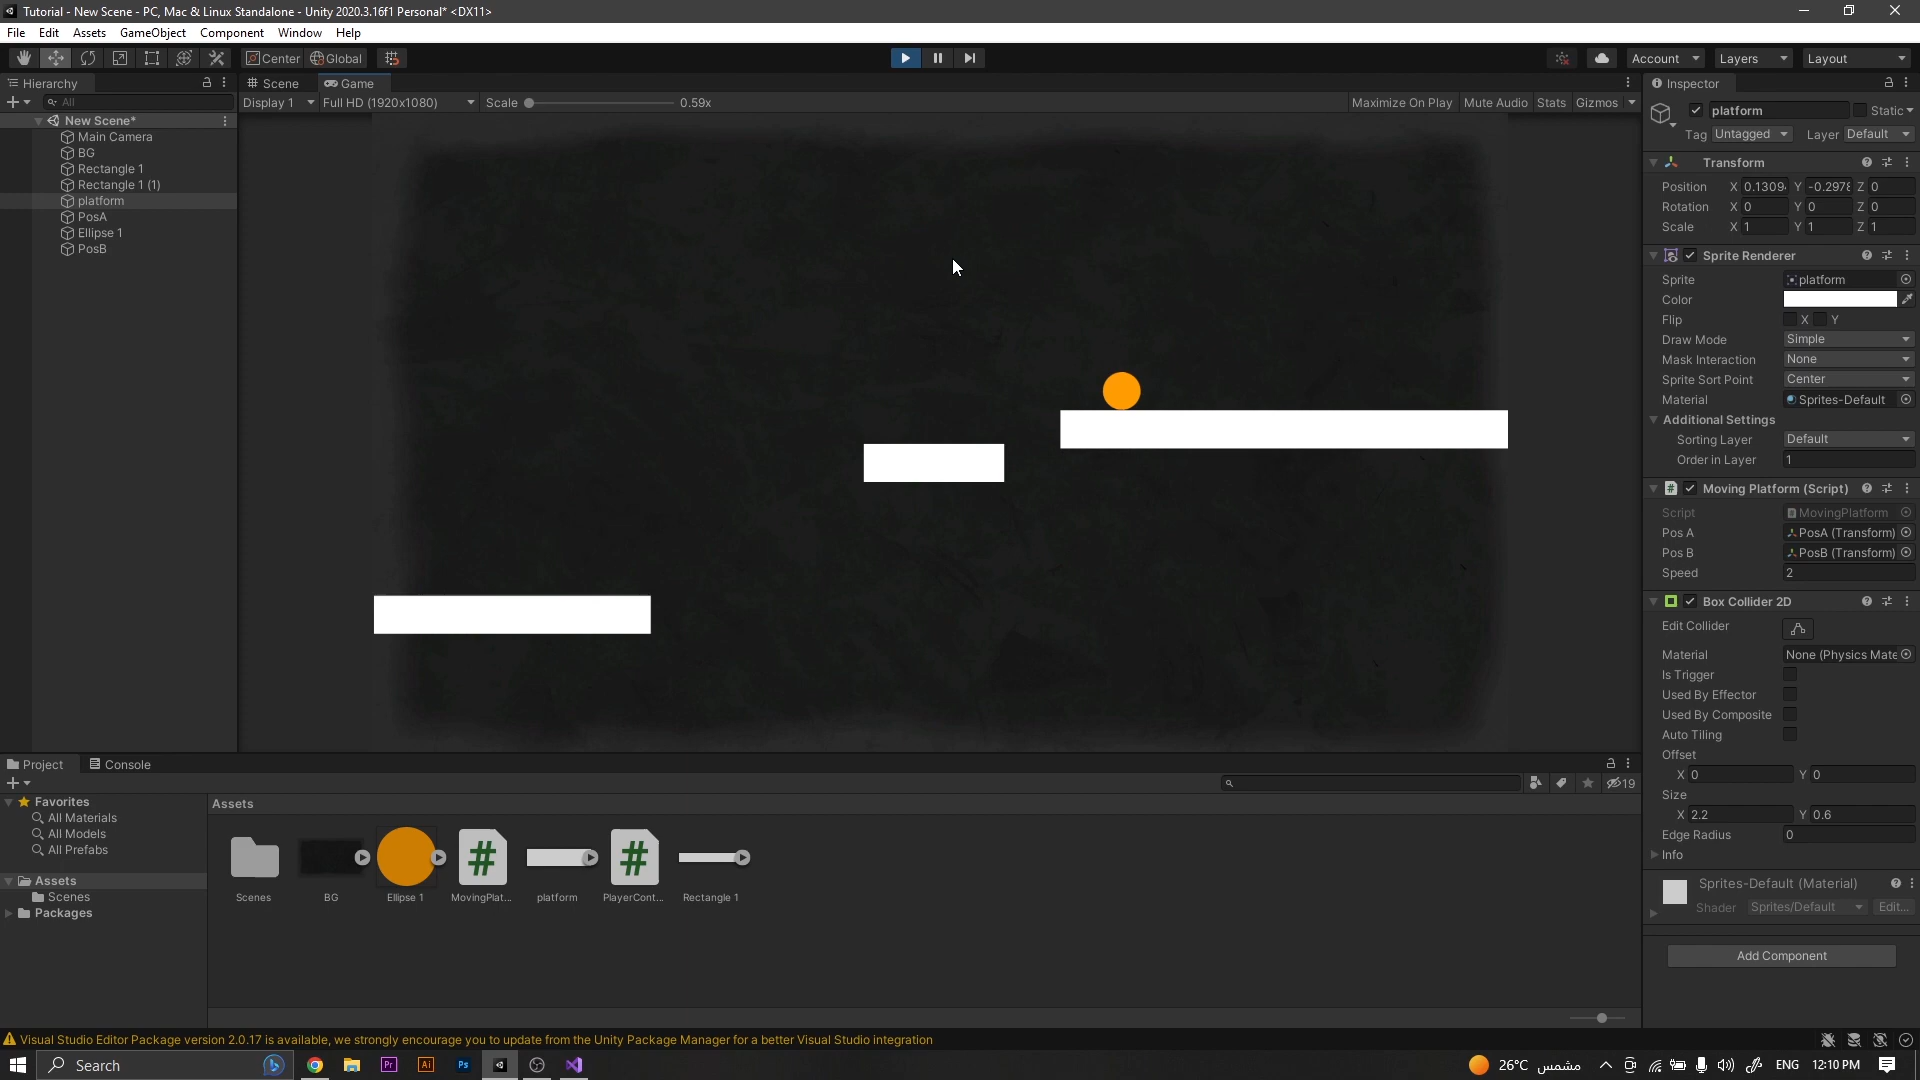 Tutorial - New Scene - PC, Mac & Linux Standalone - Unity 2020.3.16f1 Personal* <DX11>
File Edit Assets GameObject Component Window Help
Center Global Account Layers Layout
Hierarchy
All
New Scene*
Main Camera
BG
Rectangle 1
Rectangle 1 (1)
platform
PosA
Ellipse 1
PosB
Scene Game
Display 1 Full HD (1920x1080) Scale 0.59x Maximize On Play Mute Audio Stats Gizmos
Inspector
platform Static
Tag Untagged Layer Default
Transform
Position X 0.1309 Y -0.2978 Z 0
Rotation X 0 Y 0 Z 0
Scale X 1 Y 1 Z 1
Sprite Renderer
Sprite platform
Color
Flip X Y
Draw Mode Simple
Mask Interaction None
Sprite Sort Point Center
Material Sprites-Default
Additional Settings
Sorting Layer Default
Order in Layer 1
Moving Platform (Script)
Script MovingPlatform
Pos A PosA (Transform)
Pos B PosB (Transform)
Speed 2
Box Collider 2D
Edit Collider
Material None (Physics Mate
Is Trigger
Used By Effector
Used By Composite
Auto Tiling
Offset
X 0 Y 0
Size
X 2.2 Y 0.6
Edge Radius 0
Info
Sprites-Default (Material)
Shader Sprites/Default Edit...
Add Component
Project Console
19
Favorites
All Materials
All Models
All Prefabs
Assets
Scenes
Packages
Assets
Scenes BG Ellipse 1 MovingPlat... platform PlayerCont... Rectangle 1
Visual Studio Editor Package version 2.0.17 is available, we strongly encourage you to update from the Unity Package Manager for a better Visual Studio integration
Search Pr Ai Ps 26°C مشمس ENG 12:10 PM